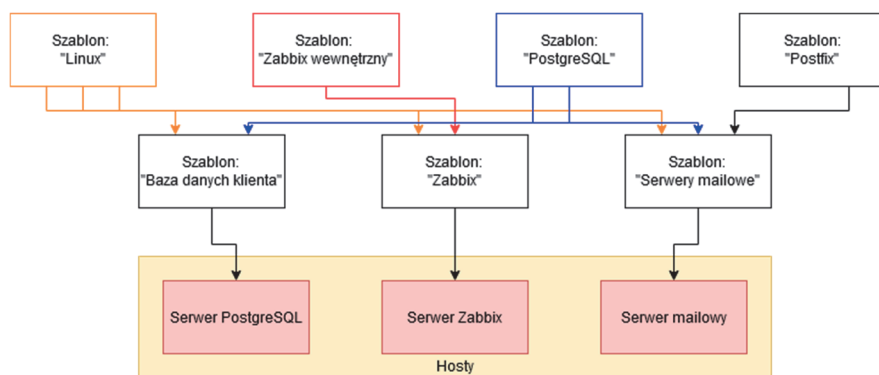 Szablon:
"Linux"
Szablon:
"Zabbix wewnętrzny"
Szablon:
"PostgreSQL"
Szablon:
"Postfix"
Szablon:
"Baza danych klienta"
Szablon:
"Zabbix"
Szablon:
"Serwery mailowe"
Serwer PostgreSQL
Serwer Zabbix
Serwer mailowy
Hosty